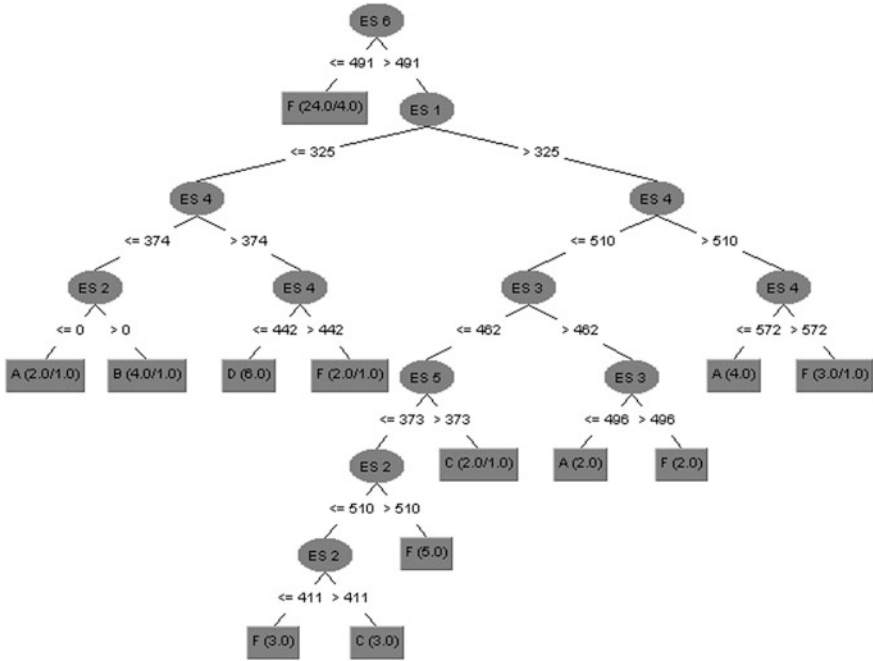 ES 6
<= 491 > 491
F (24.0/4.0) ES 1
<= 325 > 325
ES 4 ES 4
<= 374 > 374 <= 510 > 510
ES 2 ES 4 ES 3 ES 4
<= 0 > 0 <= 442 > 442 <= 462 > 462 <= 572 > 572
A (2.0/1.0) B (4.0/1.0) D (6.0) F (2.0/1.0) ES 5 ES 3 A (4.0) F (3.0/1.0)
<= 373 > 373 <= 496 > 496
ES 2 C (2.0/1.0) A (2.0) F (2.0)
<= 510 > 510
ES 2 F (5.0)
<= 411 > 411
F (3.0) C (3.0)